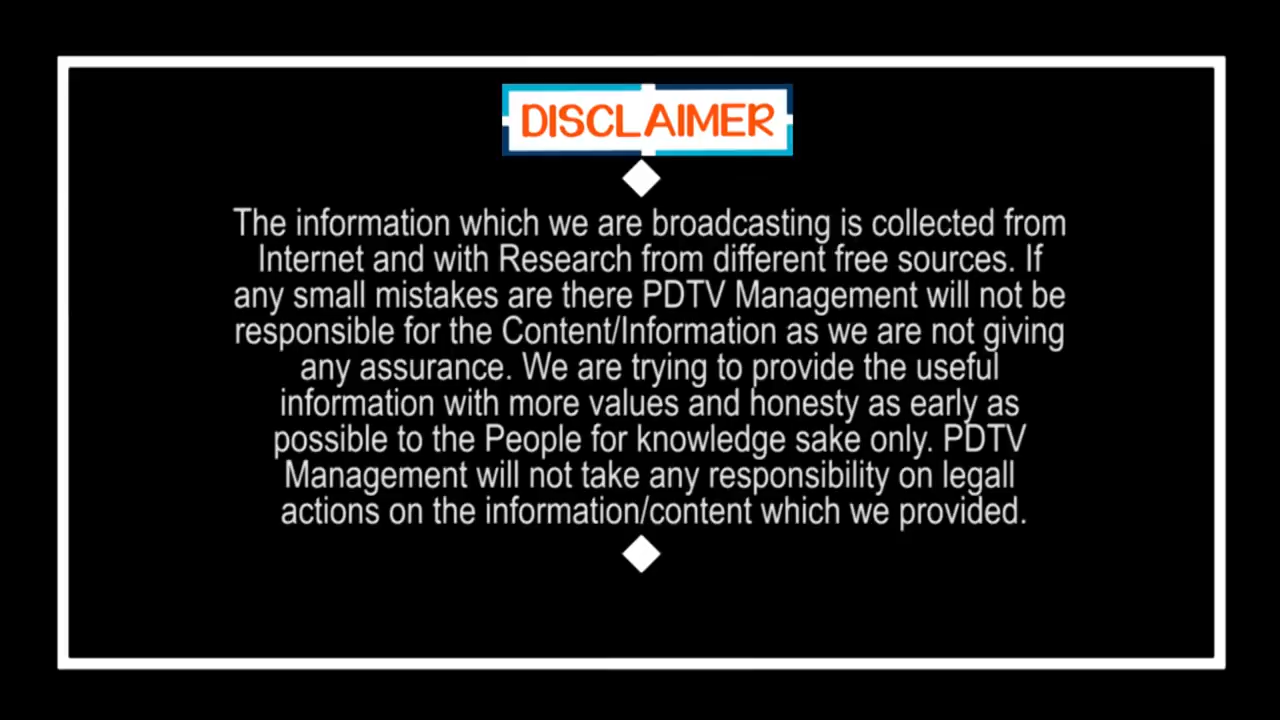 DISCLAIMER
The information which we are broadcasting is collected from
Internet and with Research from different free sources. If
any small mistakes are there PDTV Management will not be
responsible for the Content/Information as we are not giving
any assurance. We are trying to provide the useful
information with more values and honesty as early as
possible to the People for knowledge sake only. PDTV
Management will not take any responsibility on legall
actions on the information/content which we provided.